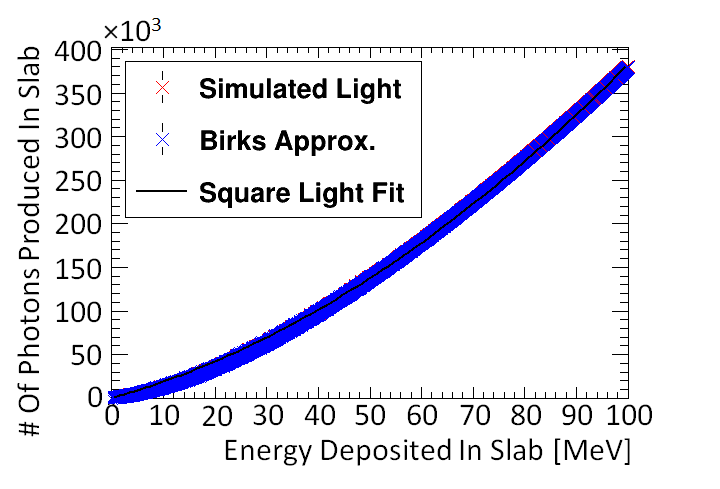 ×10³
# Of Photons Produced In Slab
400
350
300
250
200
150
100
50
0
Simulated Light
Birks Approx.
Square Light Fit
0 10 20 30 40 50 60 70 80 90 100
Energy Deposited In Slab [MeV]